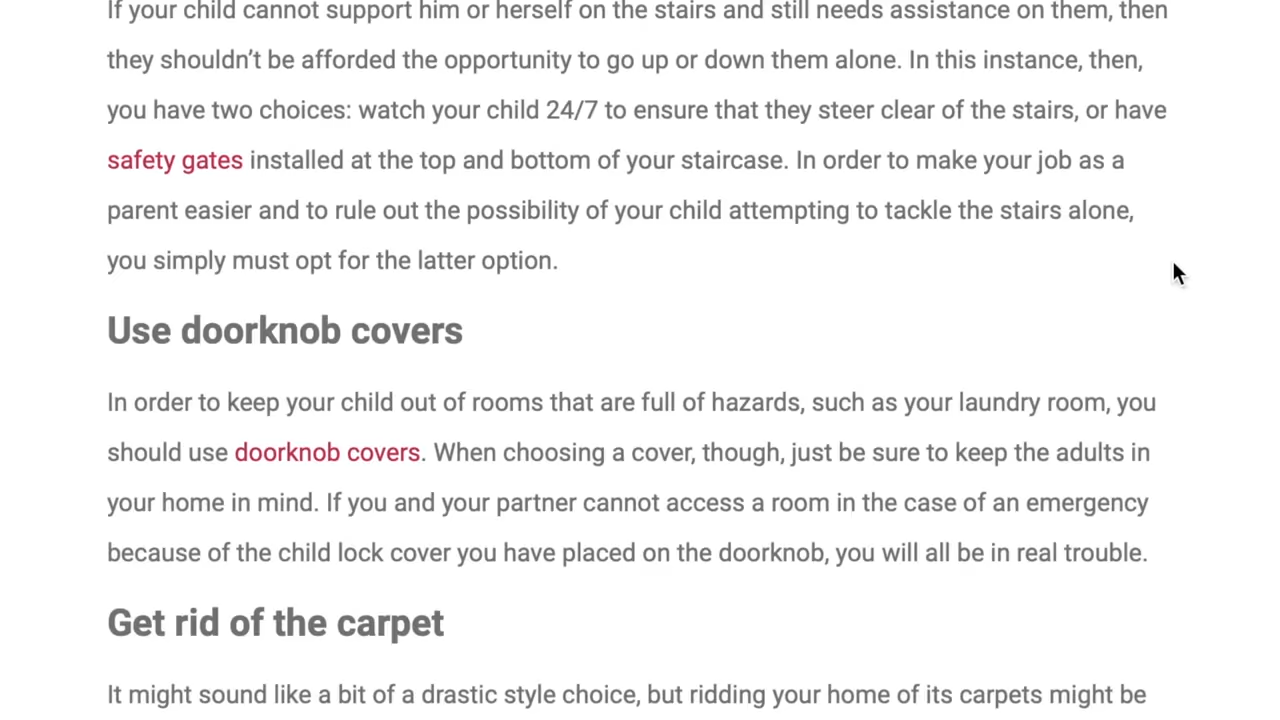 If your child cannot support him or herself on the stairs and still needs assistance on them, then
they shouldn’t be afforded the opportunity to go up or down them alone. In this instance, then,
you have two choices: watch your child 24/7 to ensure that they steer clear of the stairs, or have
safety gates installed at the top and bottom of your staircase. In order to make your job as a
parent easier and to rule out the possibility of your child attempting to tackle the stairs alone,
you simply must opt for the latter option.
Use doorknob covers
In order to keep your child out of rooms that are full of hazards, such as your laundry room, you
should use doorknob covers. When choosing a cover, though, just be sure to keep the adults in
your home in mind. If you and your partner cannot access a room in the case of an emergency
because of the child lock cover you have placed on the doorknob, you will all be in real trouble.
Get rid of the carpet
It might sound like a bit of a drastic style choice, but ridding your home of its carpets might be